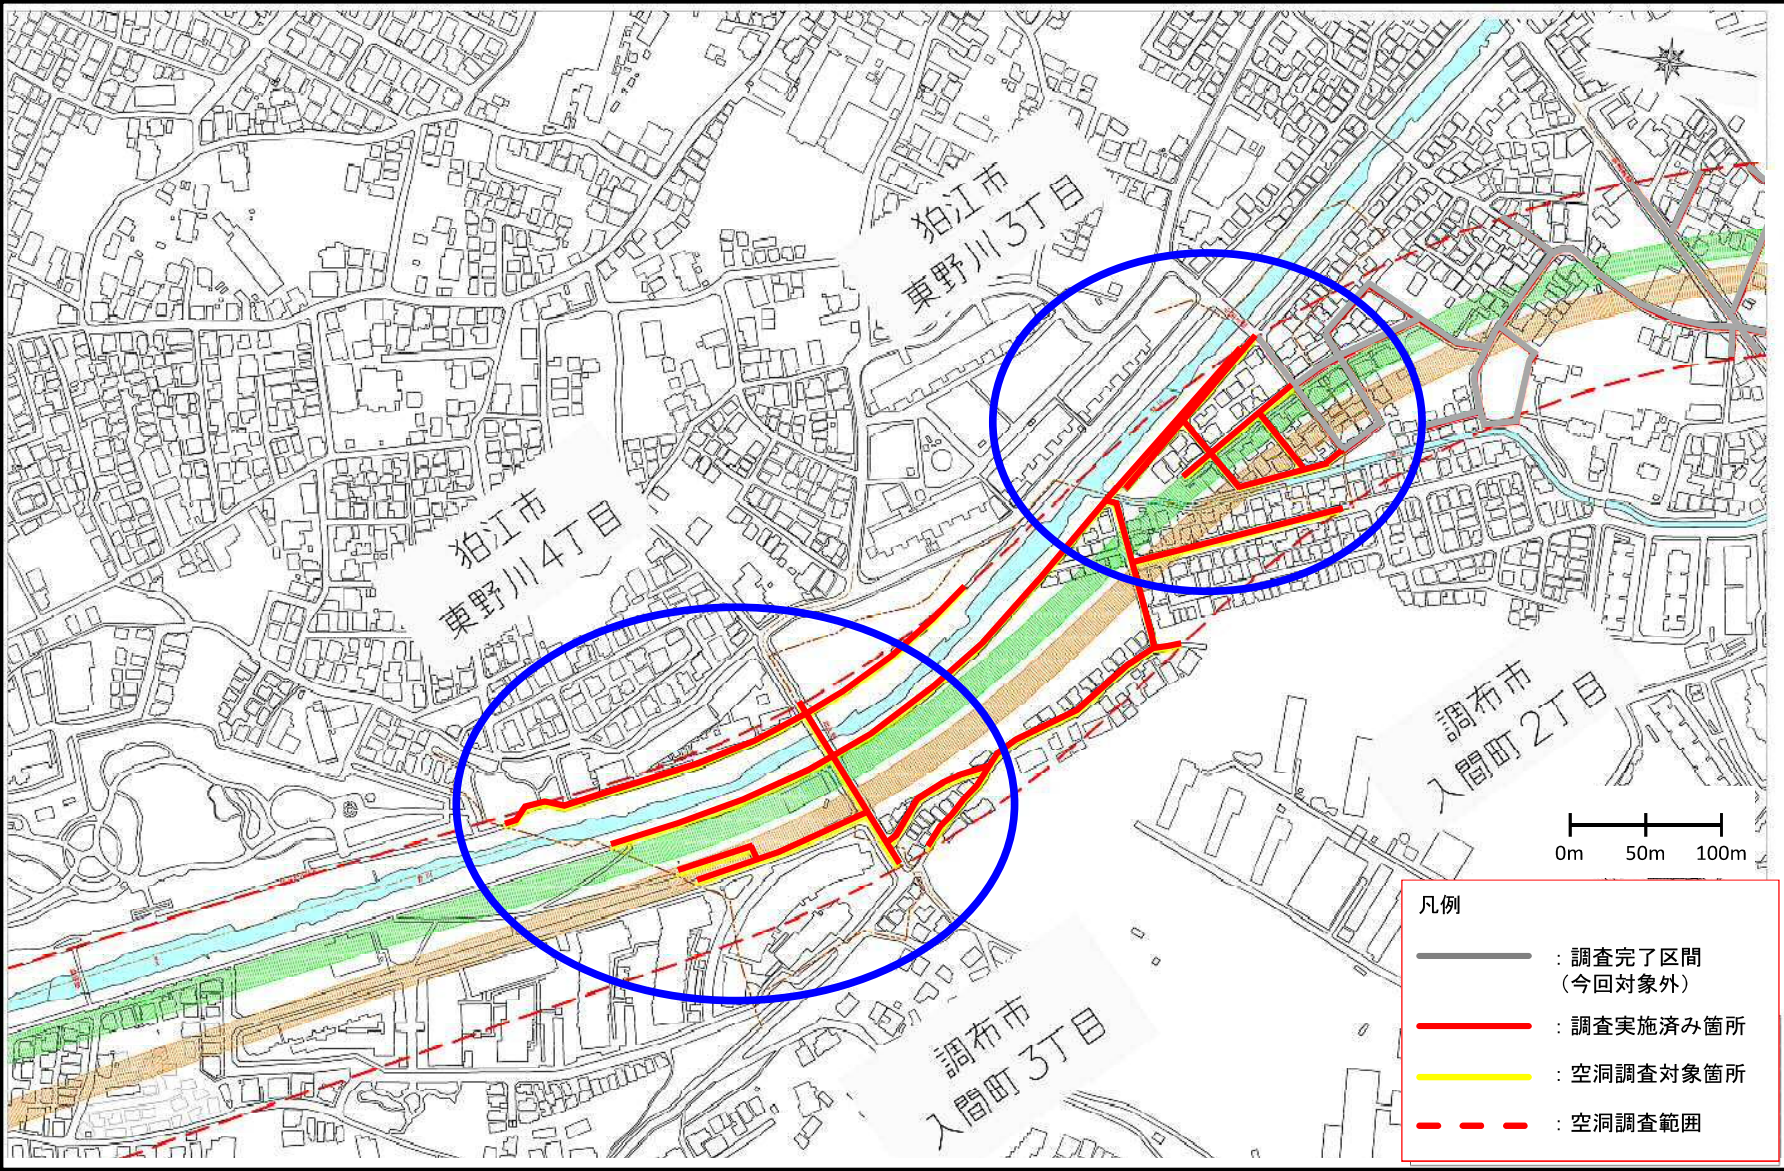 狛江市
東野川3丁目
狛江市
東野川4丁目
調布市
入間町2丁目
調布市
入間町3丁目
0m 50m 100m
凡例
：調査完了区間
（今回対象外）
：調査実施済み箇所
：空洞調査対象箇所
：空洞調査範囲